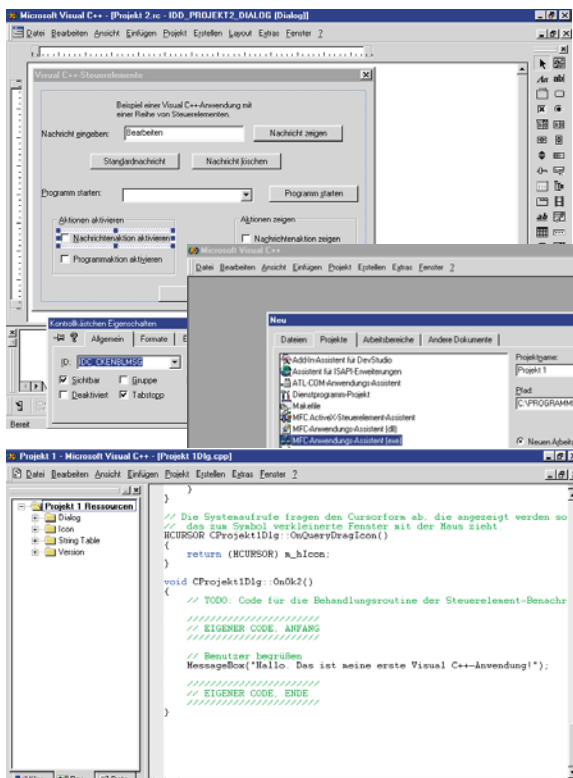 Microsoft Visual C++ - [Projekt 2.rc - IDD_PROJEKT2_DIALOG (Dialog)]
Datei Bearbeiten Ansicht Einfügen Projekt Erstellen Layout Extras Fenster ?
Visual C++-Steuerelemente
Beispiel einer Visual C++-Anwendung mit
einer Reihe von Steuerelementen.
Nachricht eingeben: Bearbeiten Nachricht zeigen
Standardnachricht Nachricht löschen
Programm starten: Programm starten
Aktionen aktivieren Aktionen zeigen
Nachrichtenaktion aktivieren Nachrichtenaktion zeigen
Programmaktion aktivieren
Microsoft Visual C++
Datei Bearbeiten Ansicht Einfügen Projekt Erstellen Extras Fenster ?
Kontrollkästchen Eigenschaften
Allgemein Formate
ID: IDC_CKENBLMSG
Sichtbar Gruppe
Deaktiviert Tabstopp
Bereit
Neu
Dateien Projekte Arbeitsbereiche Andere Dokumente
Add-In-Assistent für DevStudio
Assistent für ISAPI-Erweiterungen
ATL-COM-Anwendungs-Assistent
Dienstprogramm-Projekt
Makefile
MFC ActiveX-Steuerelement-Assistent
MFC-Anwendungs-Assistent (dll)
MFC-Anwendungs-Assistent (exe)
Projektname:
Projekt 1
Pfad:
C:\PROGRAMM
Neuen Arbeits
Projekt 1 - Microsoft Visual C++ - [Projekt 1Dlg.cpp]
Datei Bearbeiten Ansicht Einfügen Projekt Erstellen Extras Fenster ?
Projekt 1 Ressourcen
Dialog
Icon
String Table
Version
}
}
// Die Systemaufrufe fragen den Cursorform ab, die angezeigt werden so
// das zum Symbol verkleinerte Fenster mit der Maus zieht.
HCURSOR CProjekt1Dlg::OnQueryDragIcon()
{
return (HCURSOR) m_hIcon;
}
void CProjekt1Dlg::OnOk2()
{
// TODO: Code für die Behandlungsroutine der Steuerelement-Benachr
//////////////////////
// EIGENER CODE, ANFANG
//////////////////////
// Benutzer begrüßen
MessageBox("Hallo. Das ist meine erste Visual C++-Anwendung!");
//////////////////////
// EIGENER CODE, ENDE
//////////////////////
}